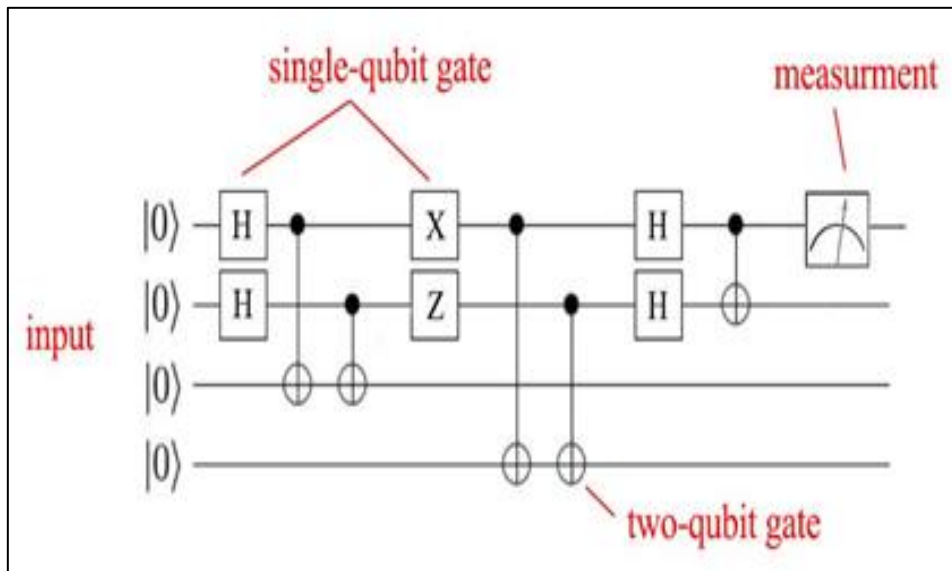 single-qubit gate
measurment
|0⟩ H X H
|0⟩ H Z H
input
|0⟩
|0⟩
two-qubit gate